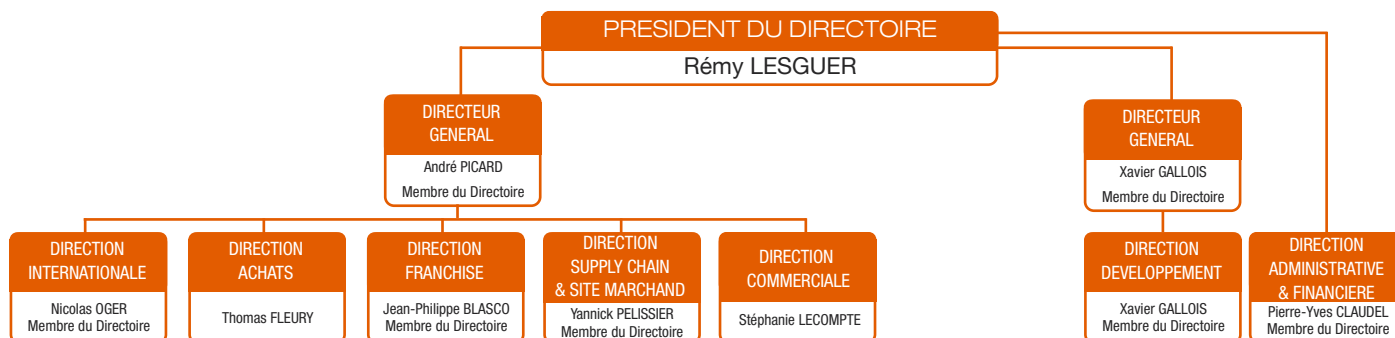 PRESIDENT DU DIRECTOIRE
Rémy LESGUER
DIRECTEUR
GENERAL
André PICARD
Membre du Directoire
DIRECTEUR
GENERAL
Xavier GALLOIS
Membre du Directoire
DIRECTION
INTERNATIONALE
Nicolas OGER
Membre du Directoire
DIRECTION
ACHATS
Thomas FLEURY
DIRECTION
FRANCHISE
Jean-Philippe BLASCO
Membre du Directoire
DIRECTION
SUPPLY CHAIN
& SITE MARCHAND
Yannick PELISSIER
Membre du Directoire
DIRECTION
COMMERCIALE
Stéphanie LECOMPTE
DIRECTION
DEVELOPPEMENT
Xavier GALLOIS
Membre du Directoire
DIRECTION
ADMINISTRATIVE
& FINANCIERE
Pierre-Yves CLAUDEL
Membre du Directoire